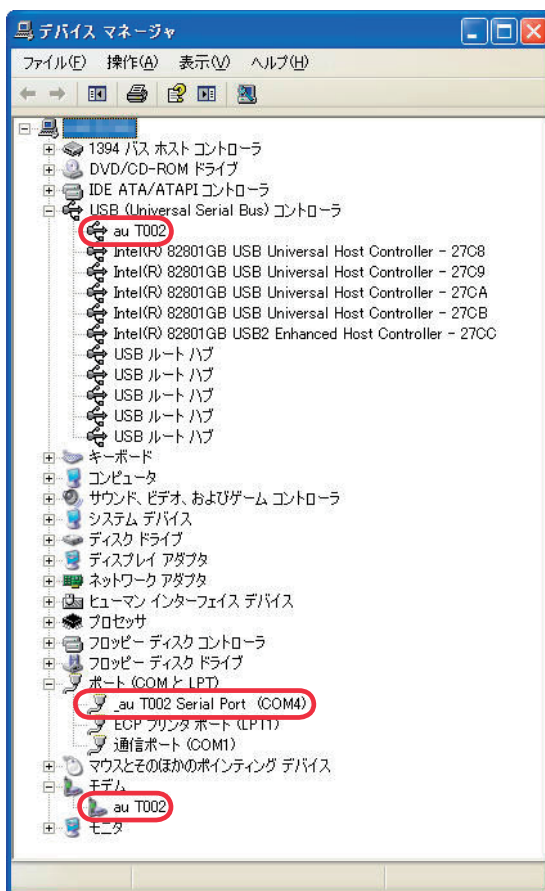 デバイス マネージャ
ファイル(F) 操作(A) 表示(V) ヘルプ(H)
1394 バス ホスト コントローラ
DVD/CD-ROM ドライブ
IDE ATA/ATAPI コントローラ
USB (Universal Serial Bus) コントローラ
au T002
Intel(R) 82801GB USB Universal Host Controller - 27C8
Intel(R) 82801GB USB Universal Host Controller - 27C9
Intel(R) 82801GB USB Universal Host Controller - 27CA
Intel(R) 82801GB USB Universal Host Controller - 27CB
Intel(R) 82801GB USB2 Enhanced Host Controller - 27CC
USB ルート ハブ
USB ルート ハブ
USB ルート ハブ
USB ルート ハブ
USB ルート ハブ
キーボード
コンピュータ
サウンド、ビデオ、およびゲーム コントローラ
システム デバイス
ディスク ドライブ
ディスプレイ アダプタ
ネットワーク アダプタ
ヒューマン インターフェイス デバイス
プロセッサ
フロッピー ディスク コントローラ
フロッピー ディスク ドライブ
ポート (COM と LPT)
_au T002 Serial Port (COM4)
ECP プリンタ ポート (LPT1)
通信ポート (COM1)
マウスとそのほかのポインティング デバイス
モデム
au T002
モニタ